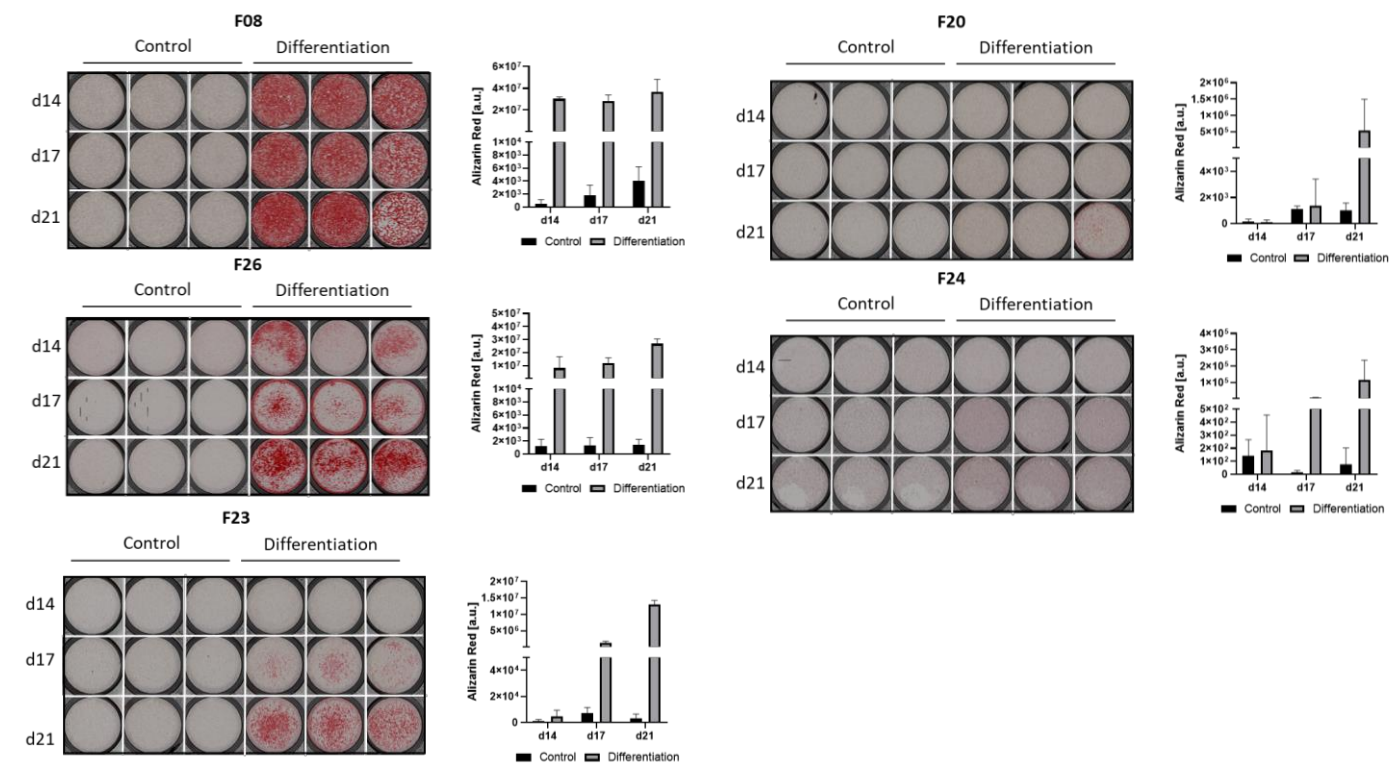 F08
Control Differentiation
d14
d17
d21
Alizarin Red [a.u.]
6×10⁷
4×10⁷
2×10⁷
1×10⁴
8×10³
6×10³
4×10³
2×10³
0
d14 d17 d21
Control Differentiation
F20
Control Differentiation
d14
d17
d21
Alizarin Red [a.u.]
2×10⁶
1.5×10⁶
1×10⁶
5×10⁵
4×10³
2×10³
0
d14 d17 d21
Control Differentiation
F26
Control Differentiation
d14
d17
d21
Alizarin Red [a.u.]
5×10⁷
4×10⁷
3×10⁷
2×10⁷
1×10⁷
1×10⁴
8×10³
6×10³
4×10³
2×10³
0
d14 d17 d21
Control Differentiation
F24
Control Differentiation
d14
d17
d21
Alizarin Red [a.u.]
4×10⁵
3×10⁵
2×10⁵
1×10⁵
5×10²
4×10²
3×10²
2×10²
1×10²
0
d14 d17 d21
Control Differentiation
F23
Control Differentiation
d14
d17
d21
Alizarin Red [a.u.]
2×10⁷
1.5×10⁷
1×10⁷
5×10⁶
4×10⁴
2×10⁴
0
d14 d17 d21
Control Differentiation